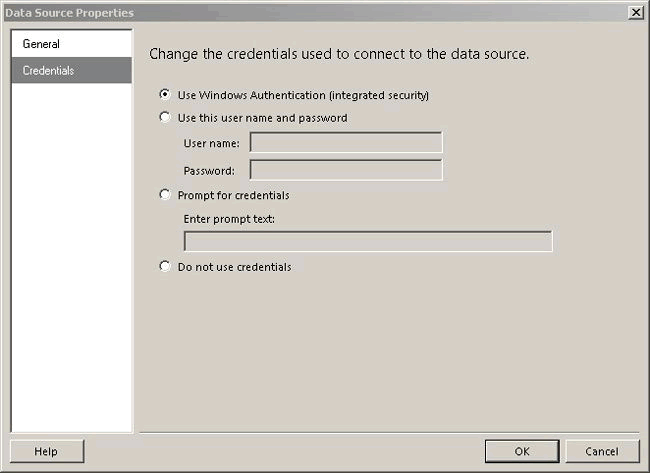 Data Source Properties
General
Credentials
Change the credentials used to connect to the data source.
Use Windows Authentication (integrated security)
Use this user name and password
User name:
Password:
Prompt for credentials
Enter prompt text:
Do not use credentials
Help
OK
Cancel